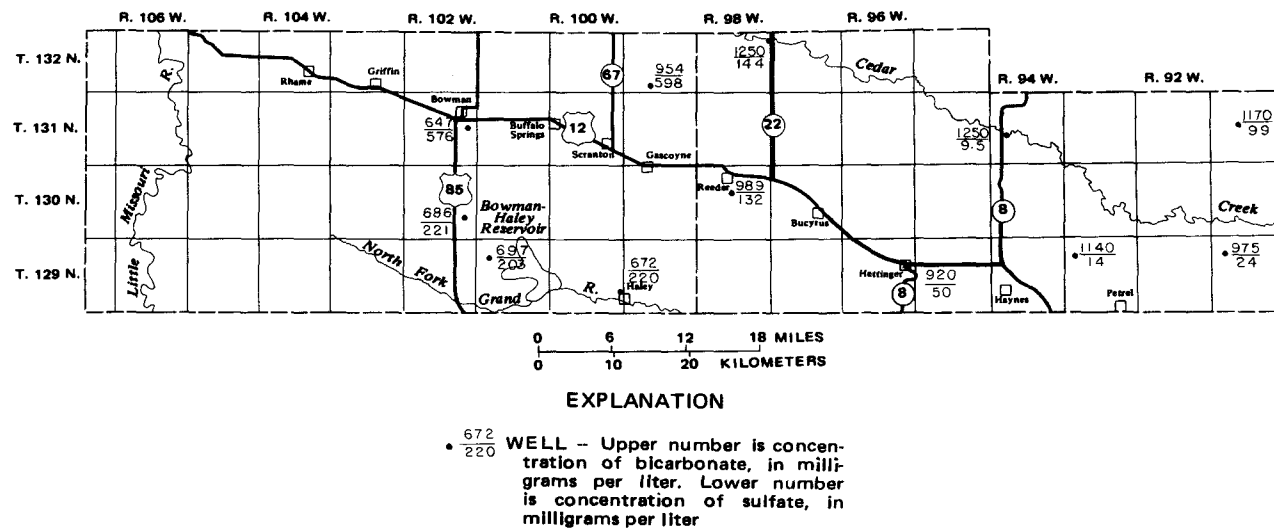 R. 106 W. R. 104 W. R. 102 W. R. 100 W. R. 98 W. R. 96 W.
T. 132 N.
R.
Rhame
Griffin
67
954
598
1250
144
Cedar
R. 94 W. R. 92 W.
T. 131 N.
Bowman
647
576
Buffalo
Springs
12
Scranton
Gascoyne
22
1250
9.5
1170
99
T. 130 N.
Missouri
85
686
221
Bowman-
Haley
Reservoir
Reeder
989
132
Bucyrus
8
Creek
T. 129 N.
Little
North Fork
Grand
R.
697
203
672
220
Haley
Hettinger
920
50
8
Haynes
1140
14
Petrel
975
24
0 6 12 18 MILES
0 10 20 KILOMETERS
EXPLANATION
672
220
WELL -- Upper number is concen-
tration of bicarbonate, in milli-
grams per liter. Lower number
is concentration of sulfate, in
milligrams per liter